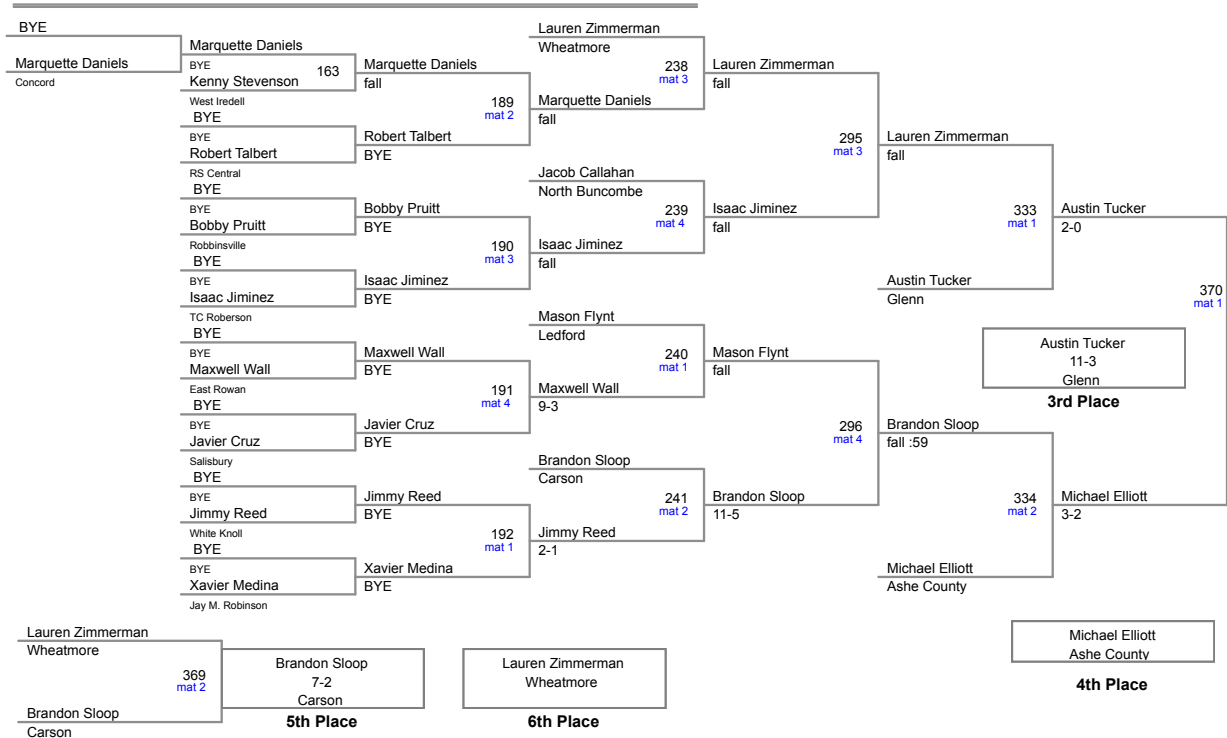 BYE
Marquette Daniels
Concord
Marquette Daniels
BYE
Kenny Stevenson
163
West Iredell
BYE
BYE
Robert Talbert
RS Central
BYE
BYE
Bobby Pruitt
Robbinsville
BYE
BYE
Isaac Jiminez
TC Roberson
BYE
BYE
Maxwell Wall
East Rowan
BYE
BYE
Javier Cruz
Salisbury
BYE
BYE
Jimmy Reed
White Knoll
BYE
BYE
Xavier Medina
Jay M. Robinson
Marquette Daniels
fall
189
mat 2
Robert Talbert
BYE
Bobby Pruitt
BYE
190
mat 3
Isaac Jiminez
BYE
Maxwell Wall
BYE
191
mat 4
Javier Cruz
BYE
Jimmy Reed
BYE
192
mat 1
Xavier Medina
BYE
Lauren Zimmerman
Wheatmore
238
mat 3
Marquette Daniels
fall
Jacob Callahan
North Buncombe
239
mat 4
Isaac Jiminez
fall
Mason Flynt
Ledford
240
mat 1
Maxwell Wall
9-3
Brandon Sloop
Carson
241
mat 2
Jimmy Reed
2-1
Lauren Zimmerman
fall
295
mat 3
Isaac Jiminez
fall
Mason Flynt
fall
296
mat 4
Brandon Sloop
11-5
Lauren Zimmerman
fall
333
mat 1
Austin Tucker
Glenn
Brandon Sloop
fall :59
334
mat 2
Michael Elliott
Ashe County
Austin Tucker
2-0
370
mat 1
Michael Elliott
3-2
Austin Tucker
11-3
Glenn
3rd Place
Michael Elliott
Ashe County
4th Place
Lauren Zimmerman
Wheatmore
369
mat 2
Brandon Sloop
Carson
Brandon Sloop
7-2
Carson
5th Place
Lauren Zimmerman
Wheatmore
6th Place